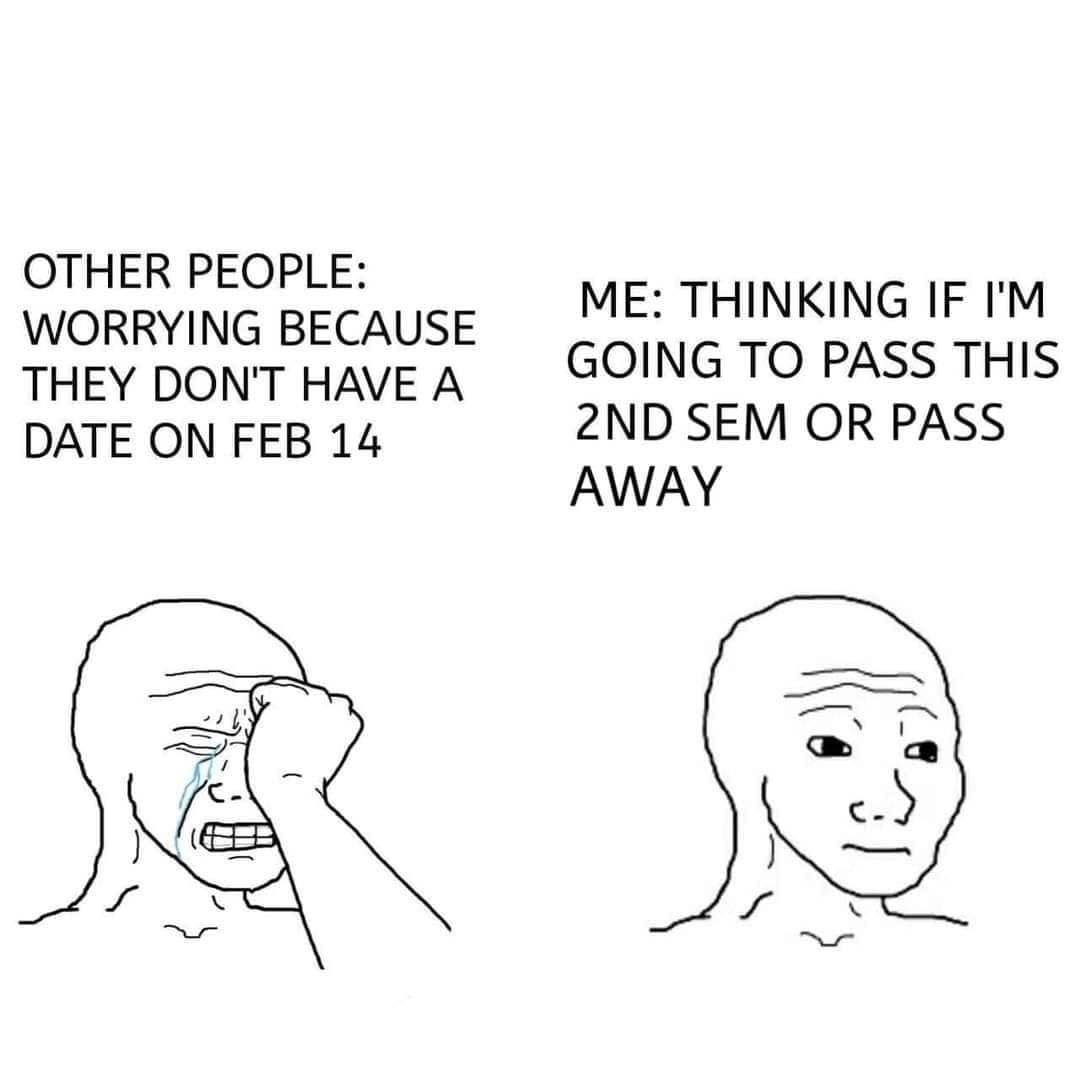 OTHER PEOPLE:
WORRYING BECAUSE
THEY DON'T HAVE A
DATE ON FEB 14
ME: THINKING IF I'M
GOING TO PASS THIS
2ND SEM OR PASS
AWAY